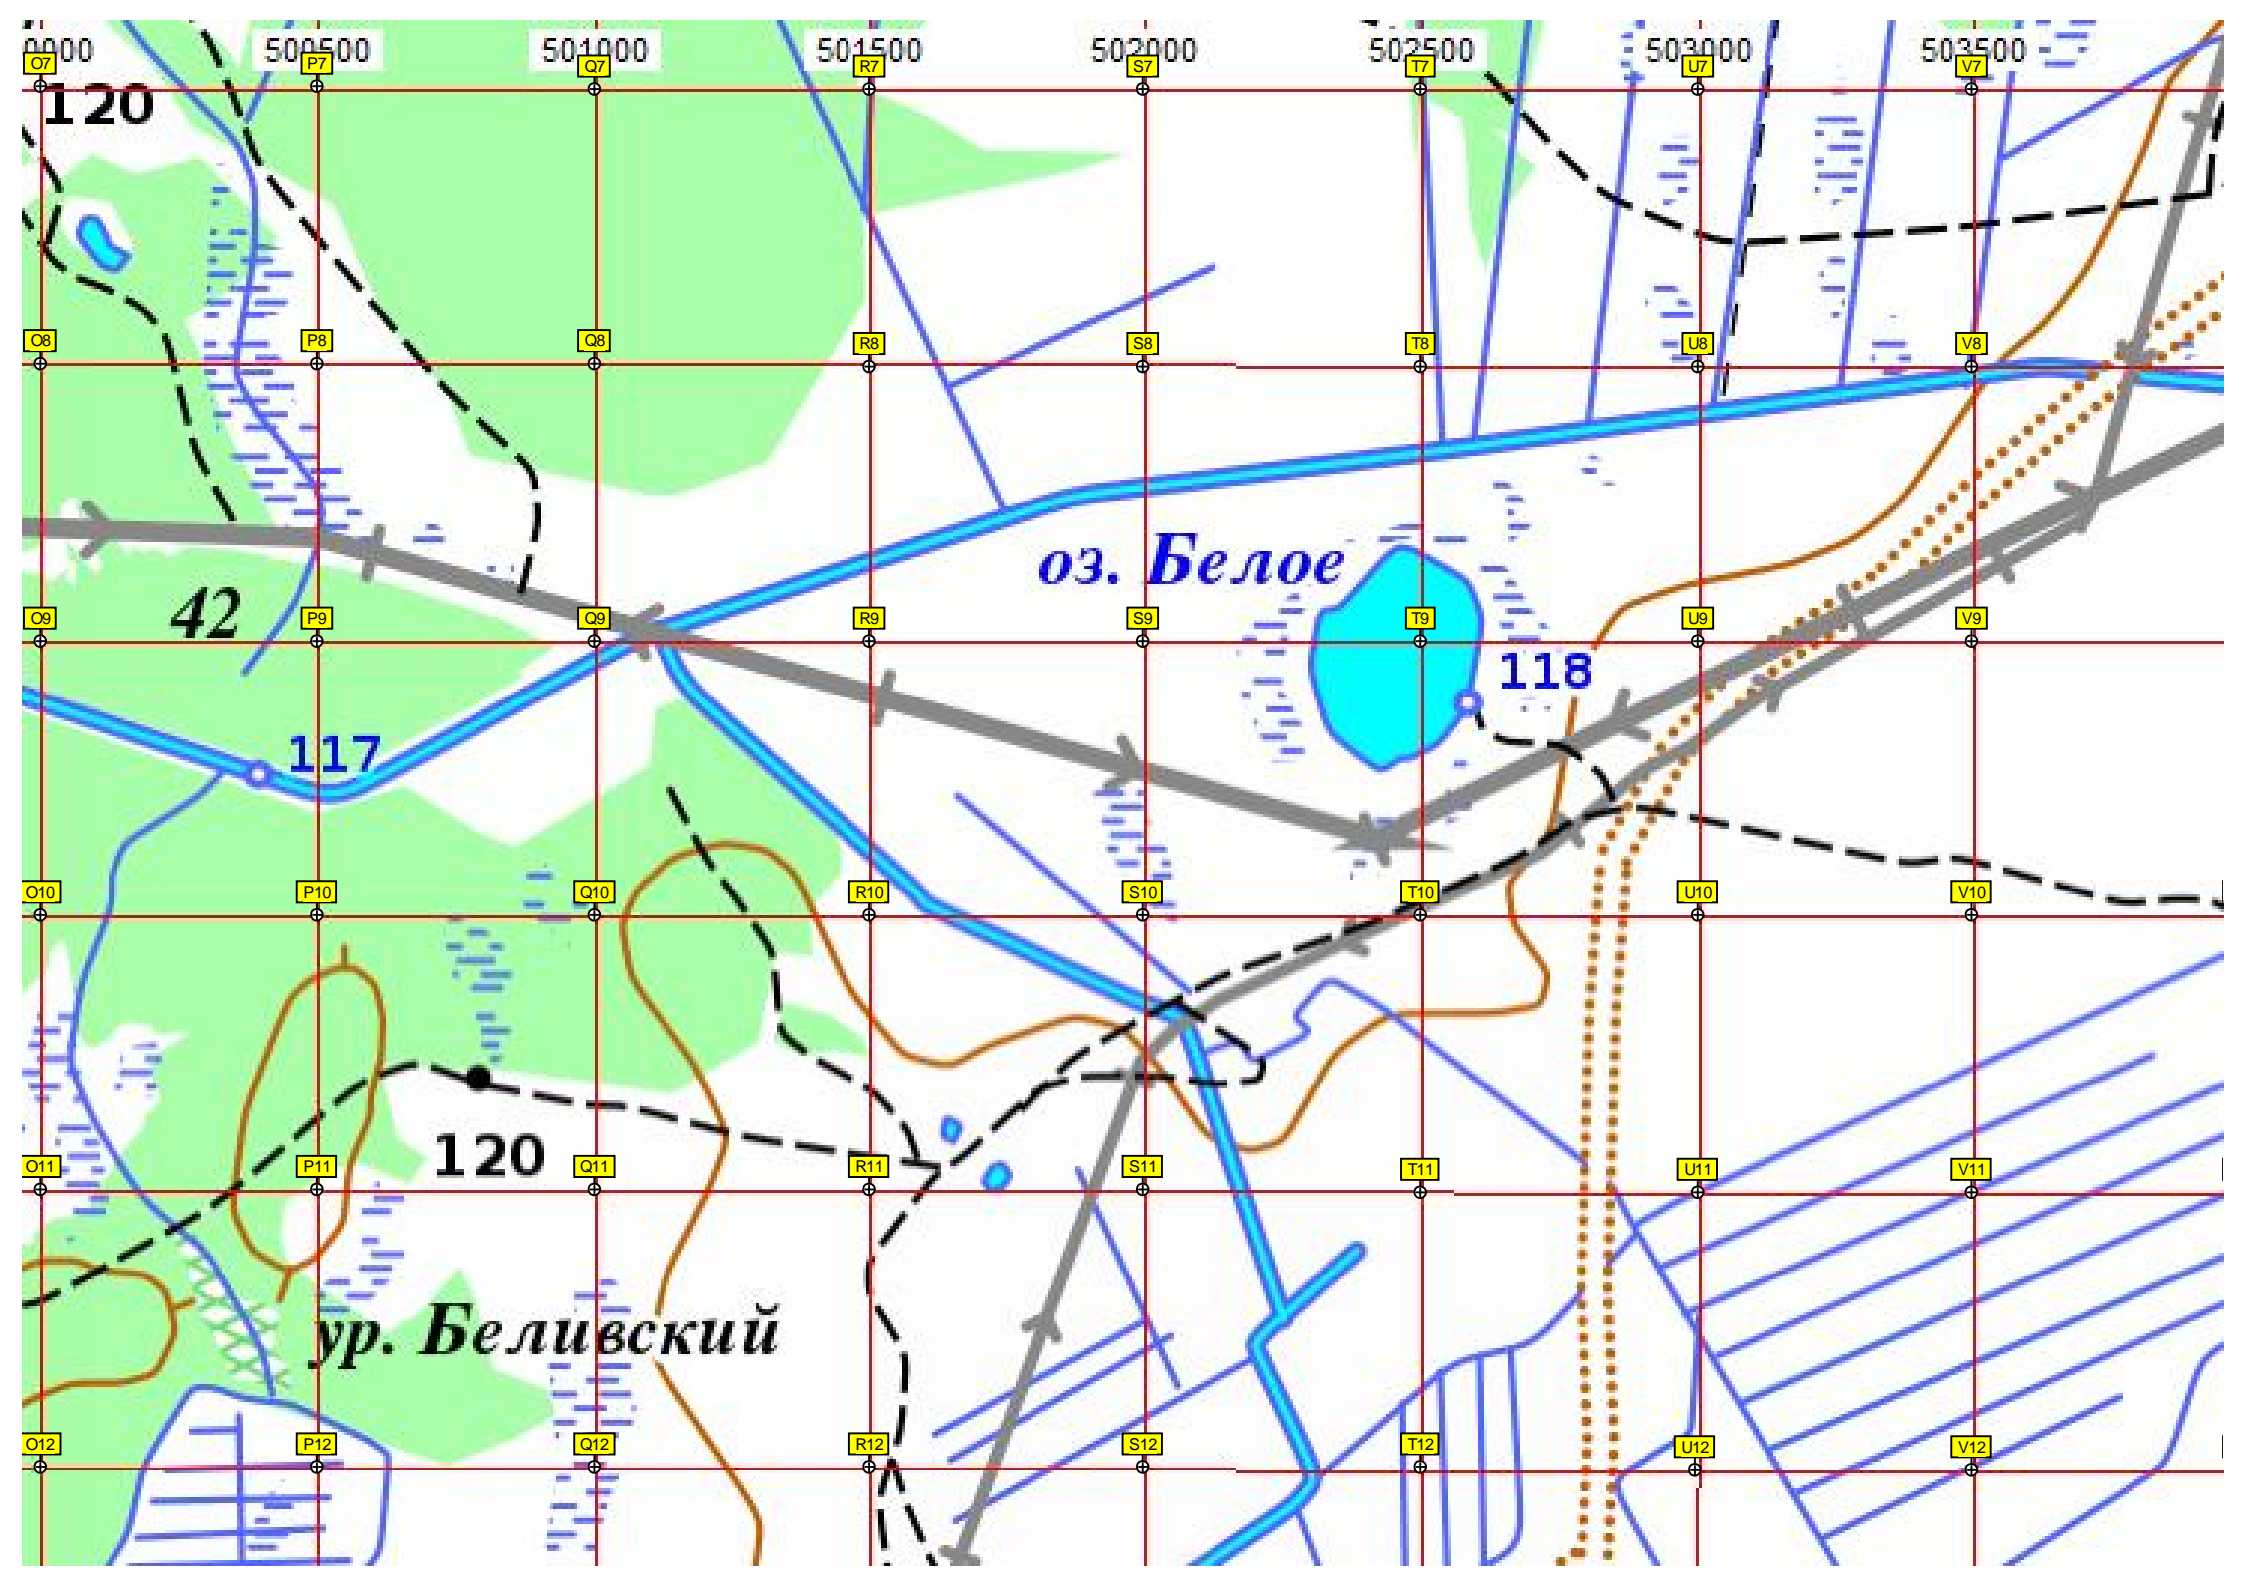 0000 500500 501000 501500 502000 502500 503000 503500
O7 P7 Q7 R7 S7 T7 U7 V7
120
O8 P8 Q8 R8 S8 T8 U8 V8
оз. Белое
42
O9 P9 Q9 R9 S9 T9 U9 V9
118
117
O10 P10 Q10 R10 S10 T10 U10 V10
120
O11 P11 Q11 R11 S11 T11 U11 V11
ур. Беливский
O12 P12 Q12 R12 S12 T12 U12 V12